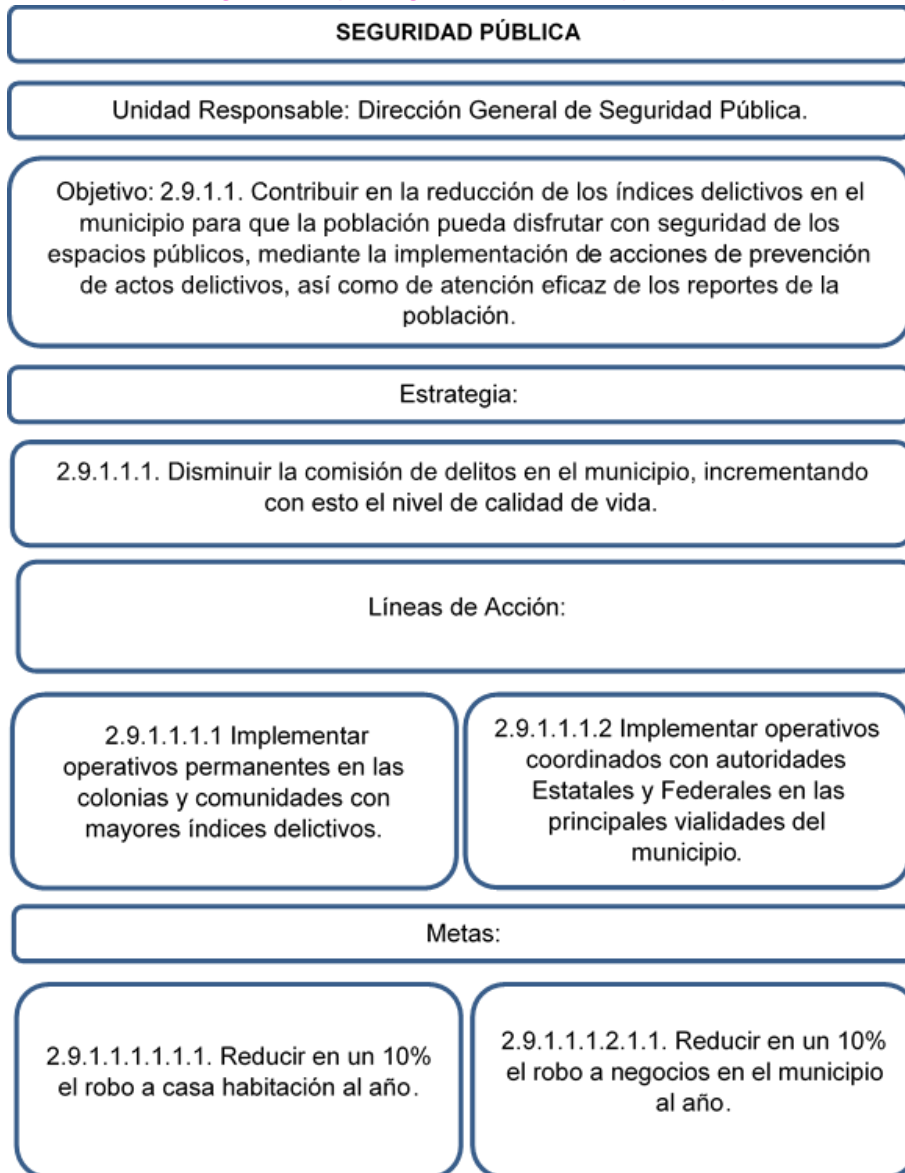 SEGURIDAD PÚBLICA
Unidad Responsable: Dirección General de Seguridad Pública.
Objetivo: 2.9.1.1. Contribuir en la reducción de los índices delictivos en el
municipio para que la población pueda disfrutar con seguridad de los
espacios públicos, mediante la implementación de acciones de prevención
de actos delictivos, así como de atención eficaz de los reportes de la
población.
Estrategia:
2.9.1.1.1. Disminuir la comisión de delitos en el municipio, incrementando
con esto el nivel de calidad de vida.
Líneas de Acción:
2.9.1.1.1.1 Implementar
operativos permanentes en las
colonias y comunidades con
mayores índices delictivos.
2.9.1.1.1.2 Implementar operativos
coordinados con autoridades
Estatales y Federales en las
principales vialidades del
municipio.
Metas:
2.9.1.1.1.1.1.1. Reducir en un 10%
el robo a casa habitación al año.
2.9.1.1.1.2.1.1. Reducir en un 10%
el robo a negocios en el municipio
al año.